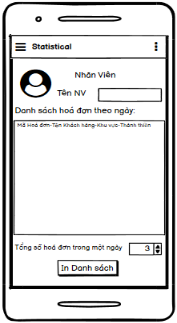 Statistical
Nhân Viên
Tên NV
Danh sách hoá đơn theo ngày:
Mã Hoá đơn-Tên Khách hàng-Khu vực-Thành thiền
Tổng số hoá đơn trong một ngày 3
In Danh sách